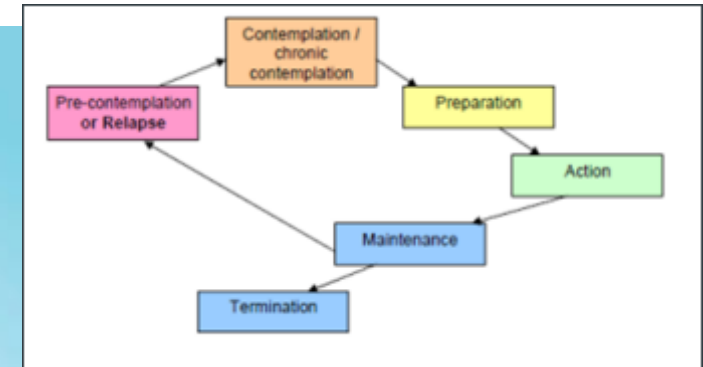 Contemplation /
chronic
contemplation
Pre-contemplation
or Relapse
Preparation
Action
Maintenance
Termination